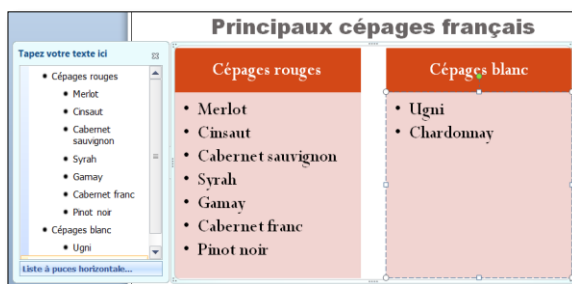 Principaux cépages français
Tapez votre texte ici
• Cépages rouges
• Merlot
• Cinsaut
• Cabernet
sauvignon
• Syrah
• Gamay
• Cabernet franc
• Pinot noir
• Cépages blanc
• Ugni
Liste à puces horizontale...
Cépages rouges
• Merlot
• Cinsaut
• Cabernet sauvignon
• Syrah
• Gamay
• Cabernet franc
• Pinot noir
Cépages blanc
• Ugni
• Chardonnay